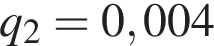 q₂ = 0,004